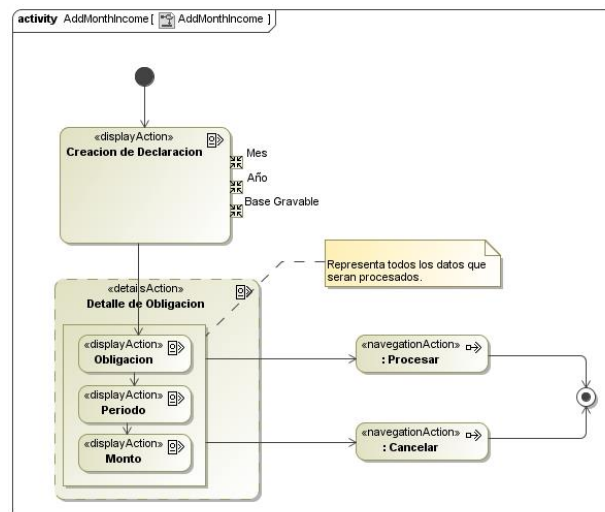 activity AddMonthIncome [ AddMonthIncome ]
«displayAction»
Creacion de Declaracion
Mes
Año
Base Gravable
Representa todos los datos que
seran procesados.
«detailsAction»
Detalle de Obligacion
«displayAction»
Obligacion
«navigationAction»
: Procesar
«displayAction»
Periodo
«displayAction»
Monto
«navigationAction»
: Cancelar